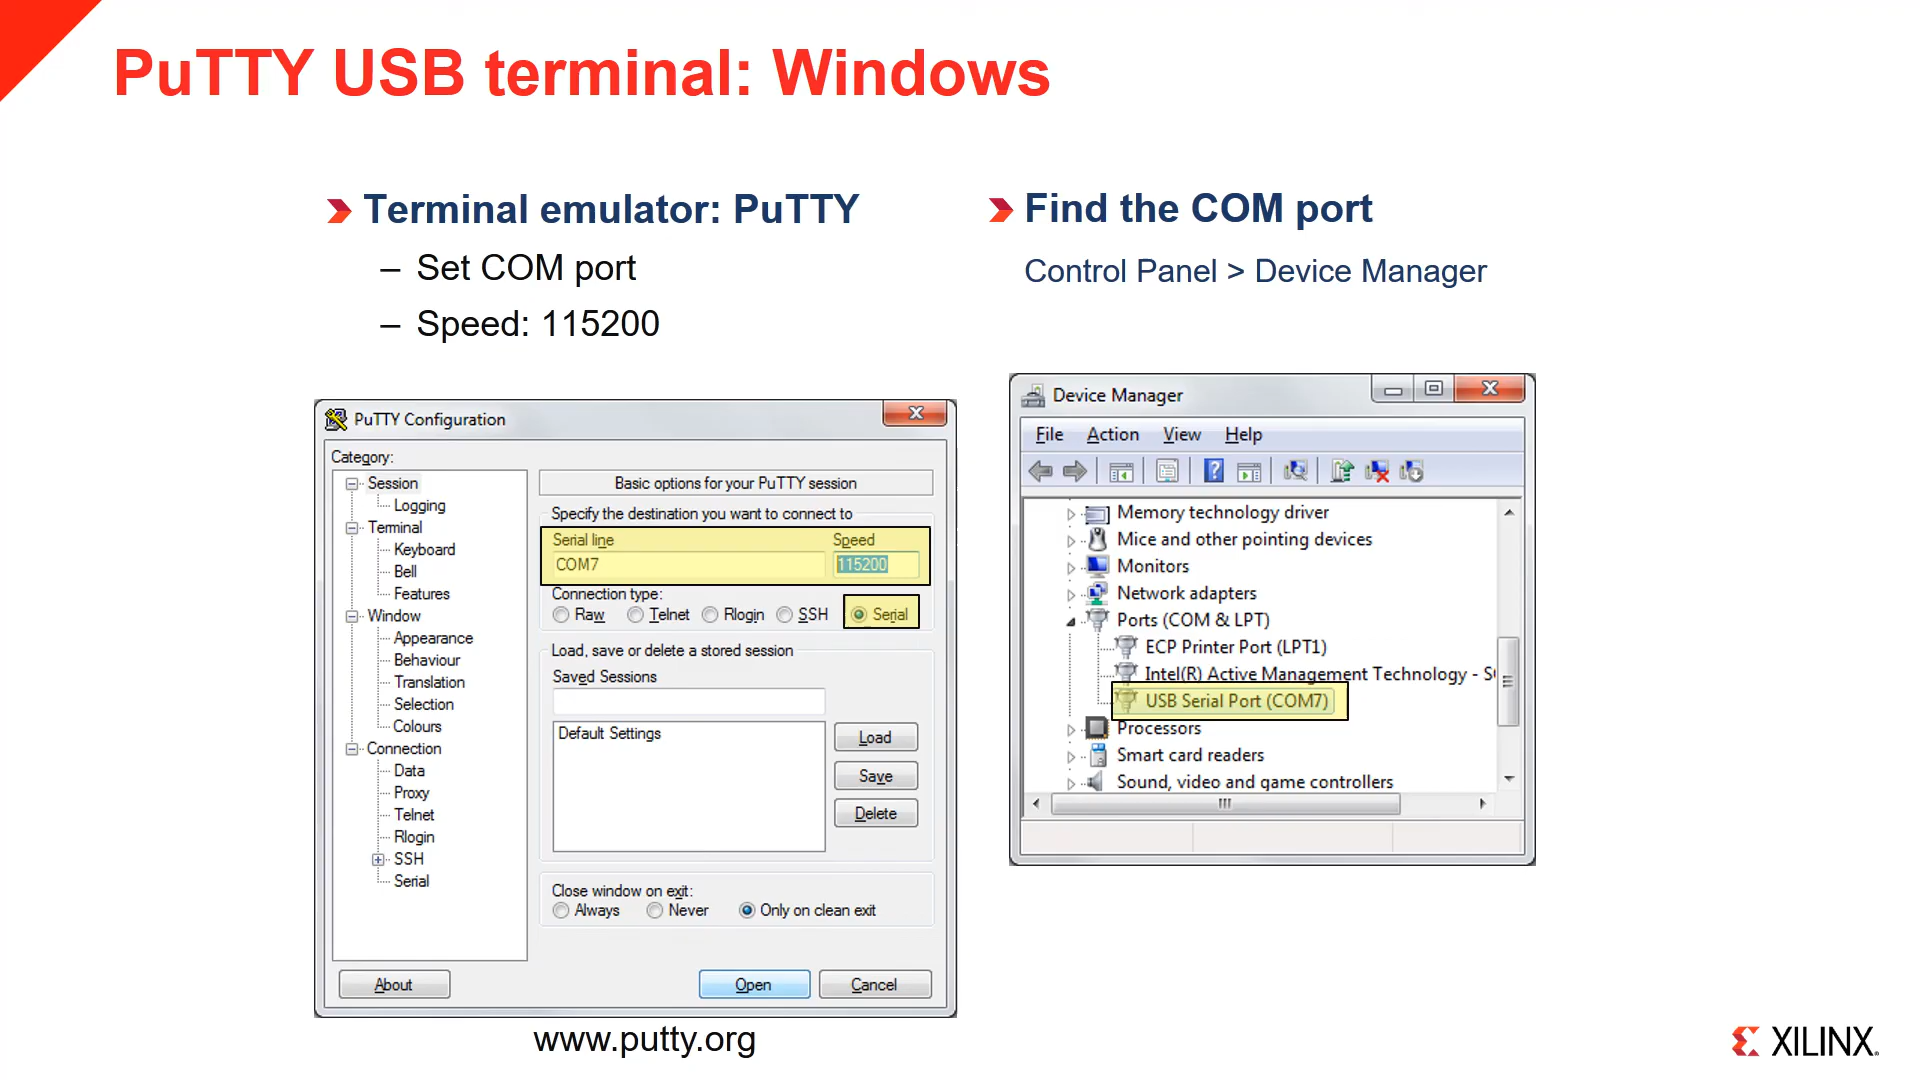 PuTTY USB terminal: Windows
Terminal emulator: PuTTY
– Set COM port
– Speed: 115200
PuTTY Configuration
Category:
Session
Logging
Terminal
Keyboard
Bell
Features
Window
Appearance
Behaviour
Translation
Selection
Colours
Connection
Data
Proxy
Telnet
Rlogin
SSH
Serial
Basic options for your PuTTY session
Specify the destination you want to connect to
Serial line Speed
COM7 115200
Connection type:
Raw Telnet Rlogin SSH Serial
Load, save or delete a stored session
Saved Sessions
Default Settings
Load
Save
Delete
Close window on exit:
Always Never Only on clean exit
About Open Cancel
www.putty.org
Find the COM port
Control Panel > Device Manager
Device Manager
File Action View Help
Memory technology driver
Mice and other pointing devices
Monitors
Network adapters
Ports (COM & LPT)
ECP Printer Port (LPT1)
Intel(R) Active Management Technology -
USB Serial Port (COM7)
Processors
Smart card readers
Sound, video and game controllers
XILINX